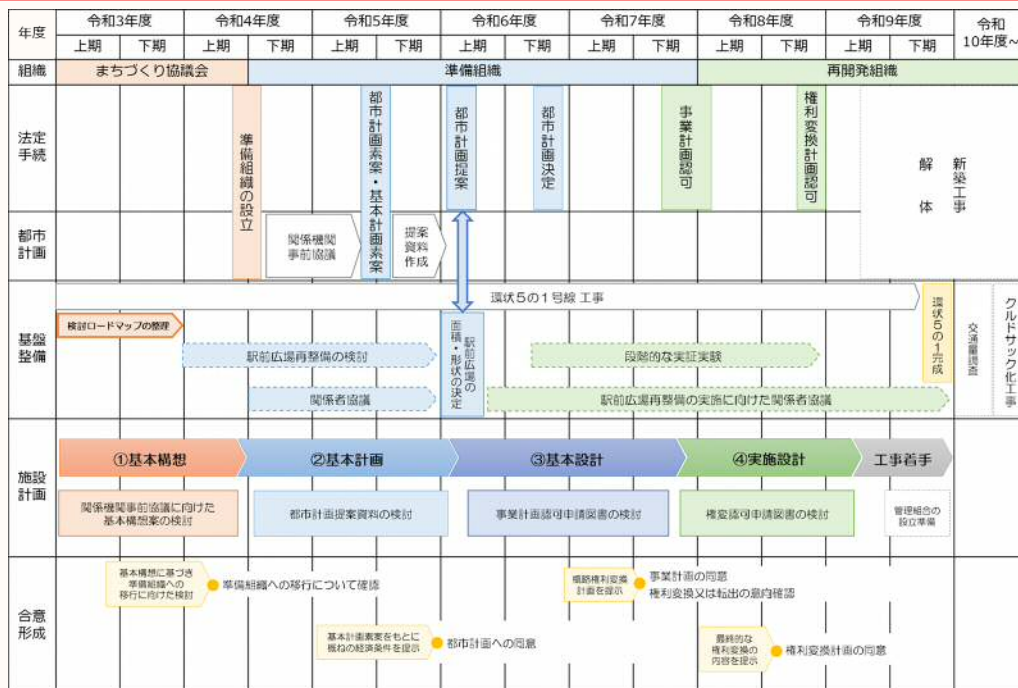 年度
令和3年度
令和4年度
令和5年度
令和6年度
令和7年度
令和8年度
令和9年度
令和
10年度~
上期
下期
上期
下期
上期
下期
上期
下期
上期
下期
上期
下期
上期
下期
組織
まちづくり協議会
準備組織
再開発組織
法定
手続
準備組織の設立
都市計画素案・基本計画素案
都市計画提案
都市計画決定
事業計画認可
権利変換計画認可
解体
新築工事
都市
計画
関係機関
事前協議
提案
資料
作成
基盤
整備
環状5の1号線 工事
検討ロードマップの整理
駅前広場再整備の検討
関係者協議
駅前広場の
面積・形状の決定
段階的な実証実験
駅前広場再整備の実施に向けた関係者協議
環状5の1完成
交通量調査
クルドサック化工事
施設
計画
①基本構想
②基本計画
③基本設計
④実施設計
工事着手
関係機関事前協議に向けた
基本構想案の検討
都市計画提案資料の検討
事業計画認可申請図書の検討
権変認可申請図書の検討
管理組合の
設立準備
合意
形成
基本構想に基づき
準備組織への
移行に向けた検討
準備組織への移行について確認
基本計画素案をもとに
概ねの経済条件を提示
都市計画への同意
概略権利変換
計画を提示
事業計画の同意
権利変換又は転出の意向確認
最終的な
権利変換の
内容を提示
権利変換計画の同意